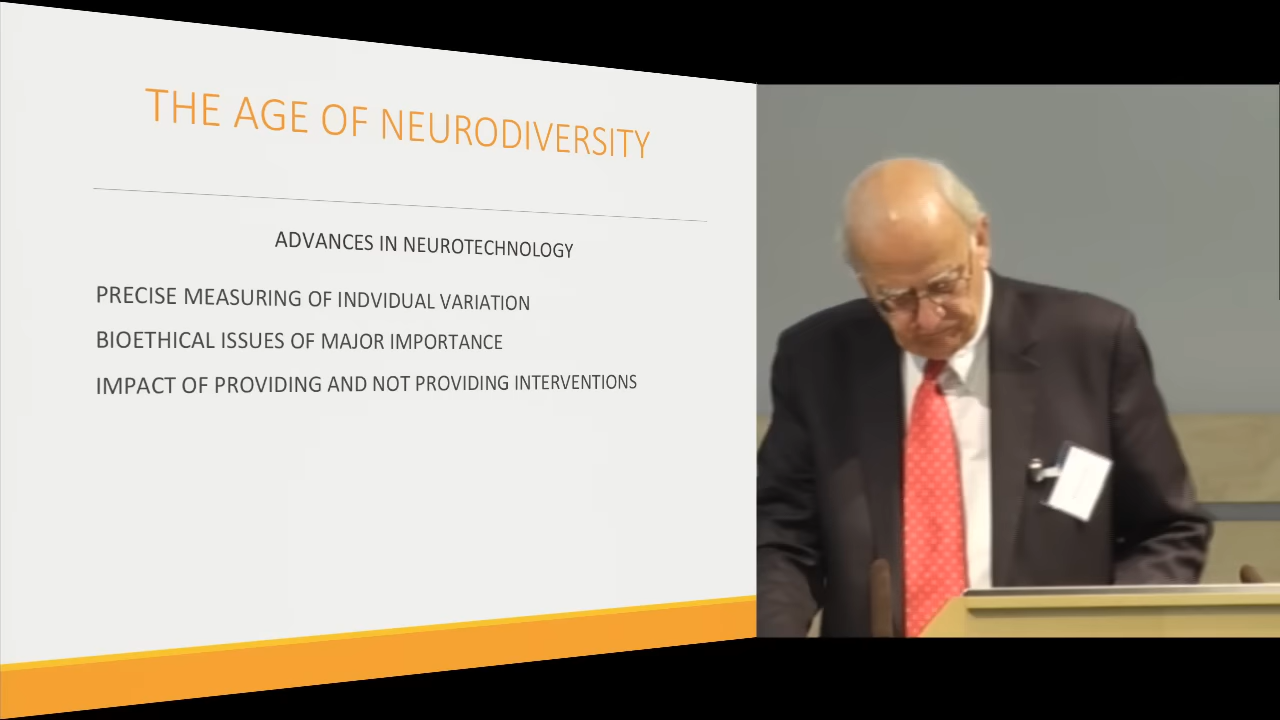 THE AGE OF NEURODIVERSITY
ADVANCES IN NEUROTECHNOLOGY
PRECISE MEASURING OF INDVIDUAL VARIATION
BIOETHICAL ISSUES OF MAJOR IMPORTANCE
IMPACT OF PROVIDING AND NOT PROVIDING INTERVENTIONS